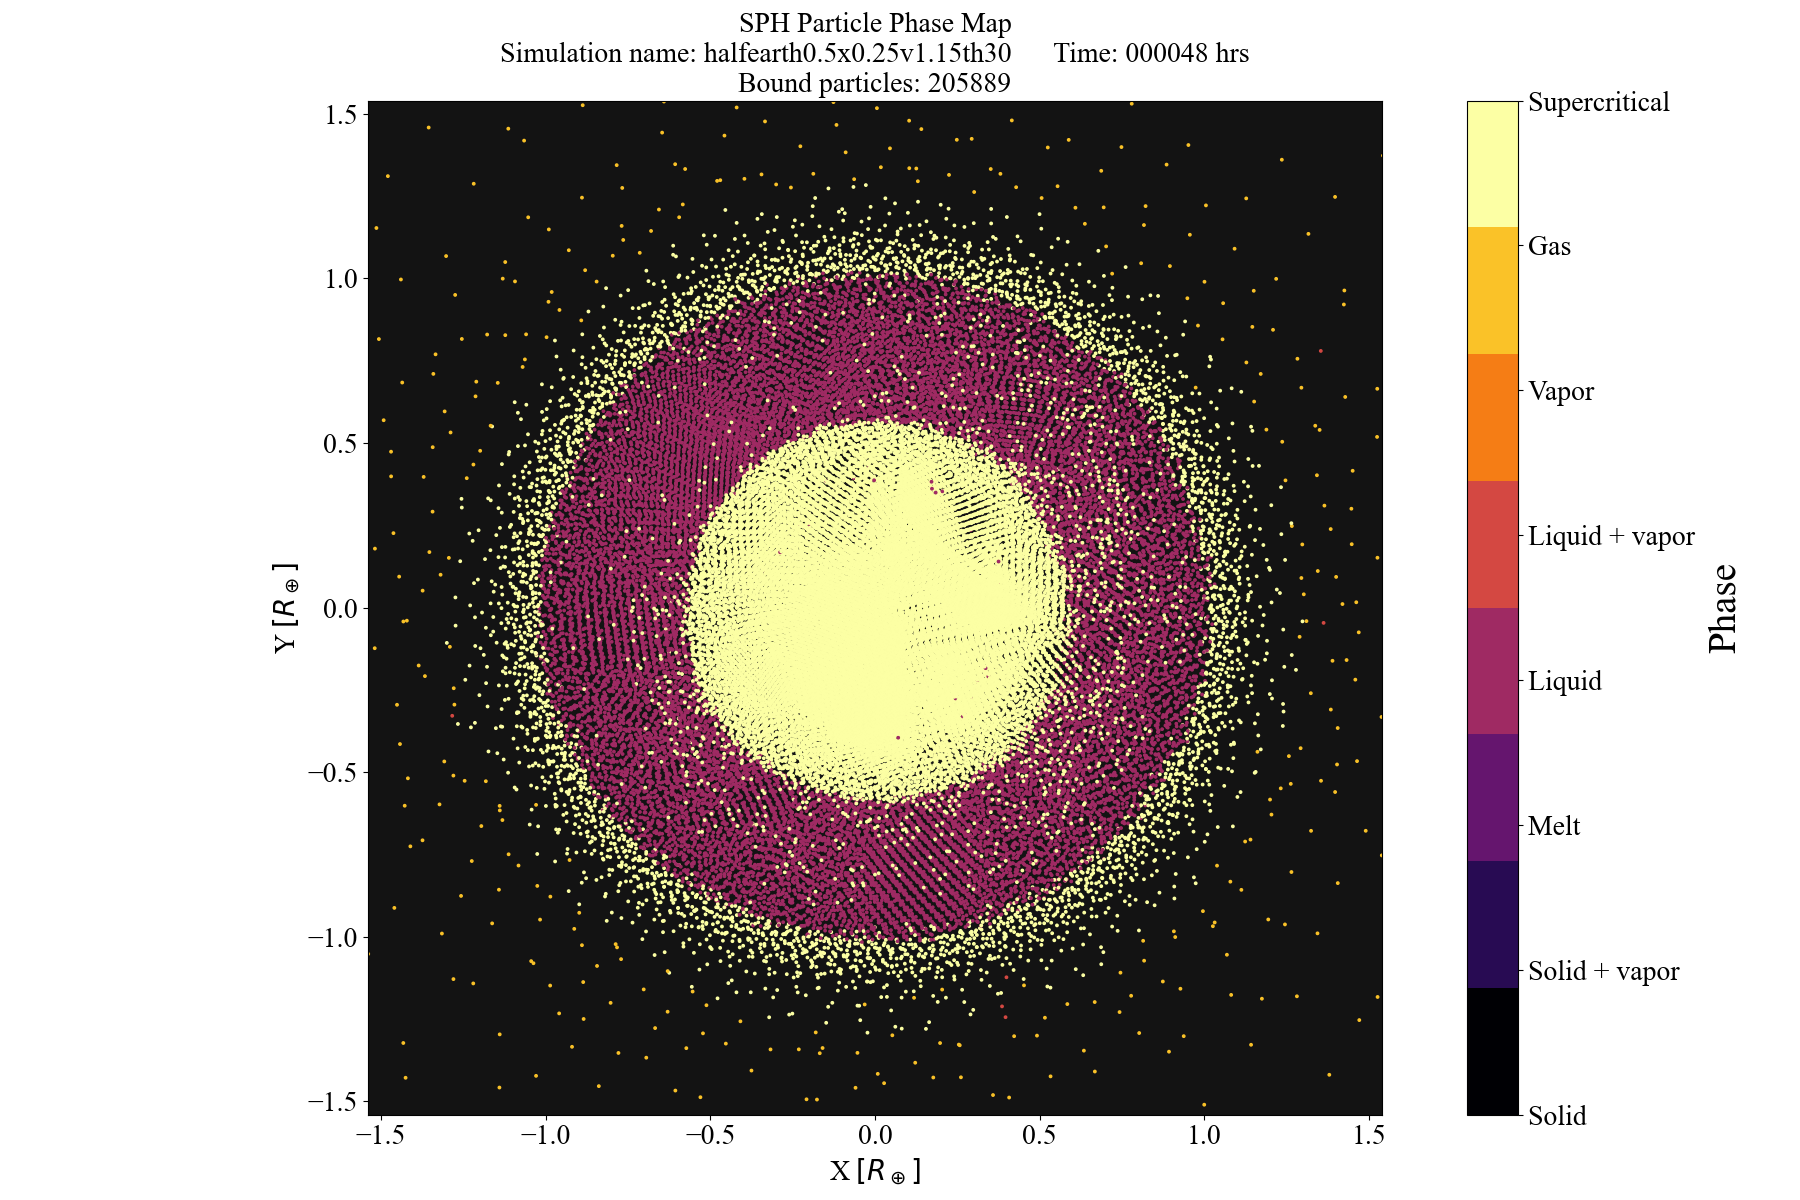 SPH Particle Phase Map
Simulation name: halfearth0.5x0.25v1.15th30 Time: 000048 hrs
Bound particles: 205889
1.5
1.0
0.5
0.0
−0.5
−1.0
−1.5
Y [R⊕]
−1.5 −1.0 −0.5 0.0 0.5 1.0 1.5
X [R⊕]
Supercritical
Gas
Vapor
Liquid + vapor
Liquid
Melt
Solid + vapor
Solid
Phase